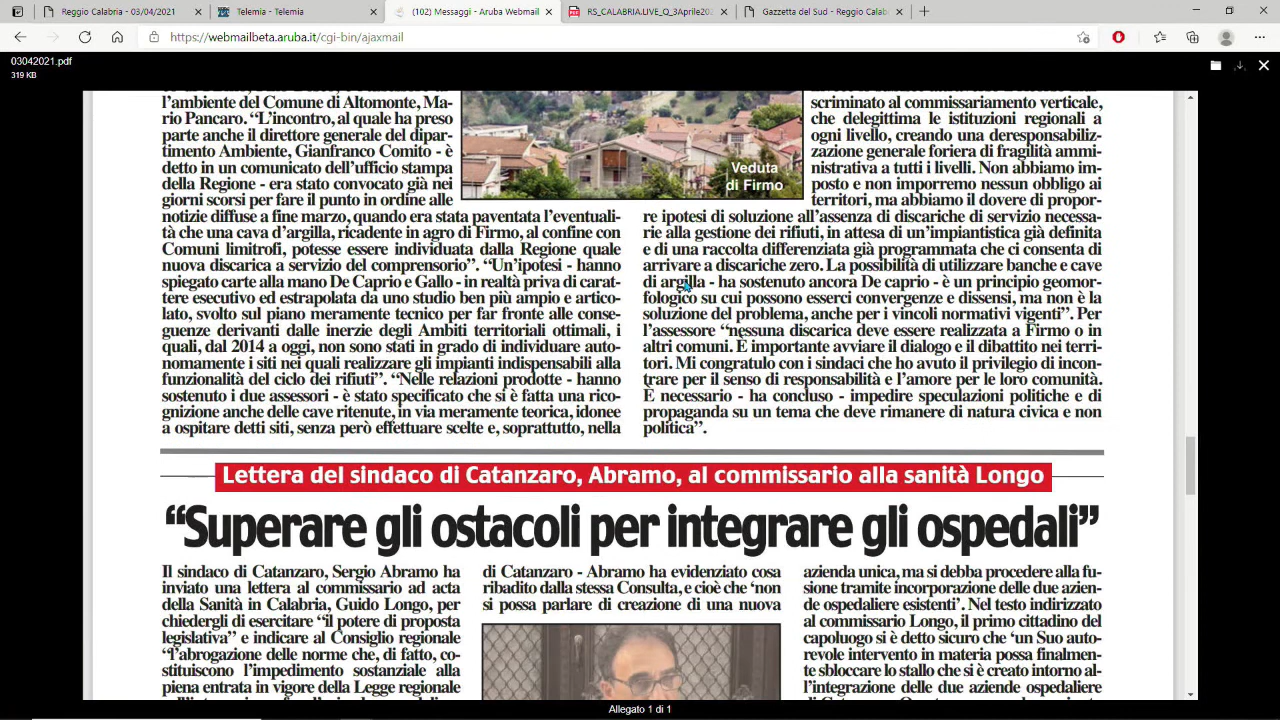 Reggio Calabria - 03/04/2021
Telemia - Telemia
(102) Messaggi - Aruba Webmail
RS_CALABRIA.LIVE_Q_3Aprile202
Gazzetta del Sud - Reggio Calab
https://webmailbeta.aruba.it/cgi-bin/ajaxmail
03042021.pdf
319 KB
l'ambiente del Comune di Altomonte, Ma-
rio Pancaro. “L'incontro, al quale ha preso
parte anche il direttore generale del dipar-
timento Ambiente, Gianfranco Comito - è
detto in un comunicato dell'ufficio stampa
della Regione - era stato convocato già nei
giorni scorsi per fare il punto in ordine alle
notizie diffuse a fine marzo, quando era stata paventata l'eventuali-
tà che una cava d'argilla, ricadente in agro di Firmo, al confine con
Comuni limitrofi, potesse essere individuata dalla Regione quale
nuova discarica a servizio del comprensorio”. “Un'ipotesi - hanno
spiegato carte alla mano De Caprio e Gallo - in realtà priva di carat-
tere esecutivo ed estrapolata da uno studio ben più ampio e artico-
lato, svolto sul piano meramente tecnico per far fronte alle conse-
guenze derivanti dalle inerzie degli Ambiti territoriali ottimali, i
quali, dal 2014 a oggi, non sono stati in grado di individuare auto-
nomamente i siti nei quali realizzare gli impianti indispensabili alla
funzionalità del ciclo dei rifiuti”. “Nelle relazioni prodotte - hanno
sostenuto i due assessori - è stato specificato che si è fatta una rico-
gnizione anche delle cave ritenute, in via meramente teorica, idonee
a ospitare detti siti, senza però effettuare scelte e, soprattutto, nella
Veduta
di Firmo
scriminato al commissariamento verticale,
che delegittima le istituzioni regionali a
ogni livello, creando una deresponsabiliz-
zazione generale foriera di fragilità ammi-
nistrativa a tutti i livelli. Non abbiamo im-
posto e non imporremo nessun obbligo ai
territori, ma abbiamo il dovere di propor-
re ipotesi di soluzione all'assenza di discariche di servizio necessa-
rie alla gestione dei rifiuti, in attesa di un'impiantistica già definita
e di una raccolta differenziata già programmata che ci consenta di
arrivare a discariche zero. La possibilità di utilizzare banche e cave
di argilla - ha sostenuto ancora De caprio - è un principio geomor-
fologico su cui possono esserci convergenze e dissensi, ma non è la
soluzione del problema, anche per i vincoli normativi vigenti”. Per
l'assessore “nessuna discarica deve essere realizzata a Firmo o in
altri comuni. È importante avviare il dialogo e il dibattito nei terri-
tori. Mi congratulo con i sindaci che ho avuto il privilegio di incon-
trare per il senso di responsabilità e l'amore per le loro comunità.
È necessario - ha concluso - impedire speculazioni politiche e di
propaganda su un tema che deve rimanere di natura civica e non
politica”.
Lettera del sindaco di Catanzaro, Abramo, al commissario alla sanità Longo
“Superare gli ostacoli per integrare gli ospedali”
Il sindaco di Catanzaro, Sergio Abramo ha
inviato una lettera al commissario ad acta
della Sanità in Calabria, Guido Longo, per
chiedergli di esercitare “il potere di proposta
legislativa” e indicare al Consiglio regionale
“l'abrogazione delle norme che, di fatto, co-
stituiscono l'impedimento sostanziale alla
piena entrata in vigore della Legge regionale
di Catanzaro - Abramo ha evidenziato cosa
ribadito dalla stessa Consulta, e cioè che ‘non
si possa parlare di creazione di una nuova
azienda unica, ma si debba procedere alla fu-
sione tramite incorporazione delle due azien-
de ospedaliere esistenti’. Nel testo indirizzato
al commissario Longo, il primo cittadino del
capoluogo si è detto sicuro che ‘un Suo auto-
revole intervento in materia possa finalmen-
te sbloccare lo stallo che si è creato intorno al-
l'integrazione delle due aziende ospedaliere
Allegato 1 di 1